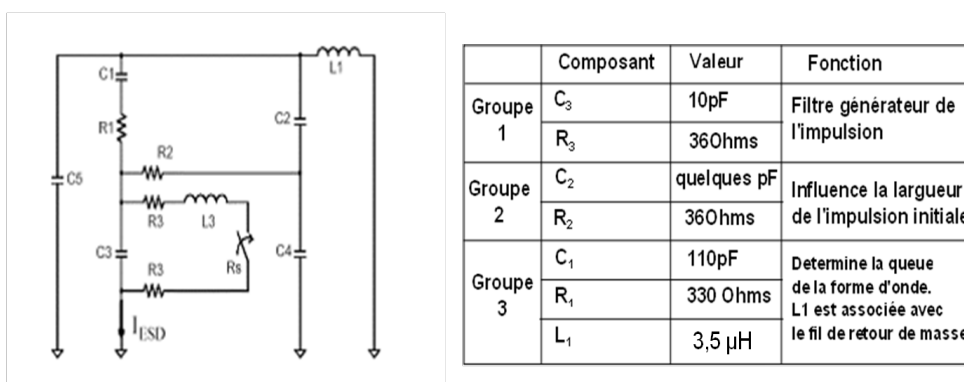 C1
R1
R2
R3
L3
C5
C3
R3
Rs
C2
C4
L1
I_ESD
Composant Valeur Fonction
Groupe 1
C₃ 10pF
R₃ 36Ohms
Filtre générateur de
l'impulsion
Groupe 2
C₂ quelques pF
R₂ 36Ohms
Influence la largueur
de l'impulsion initiale
Groupe 3
C₁ 110pF
R₁ 330 Ohms
L₁ 3,5 µH
Determine la queue
de la forme d'onde.
L1 est associée avec
le fil de retour de masse